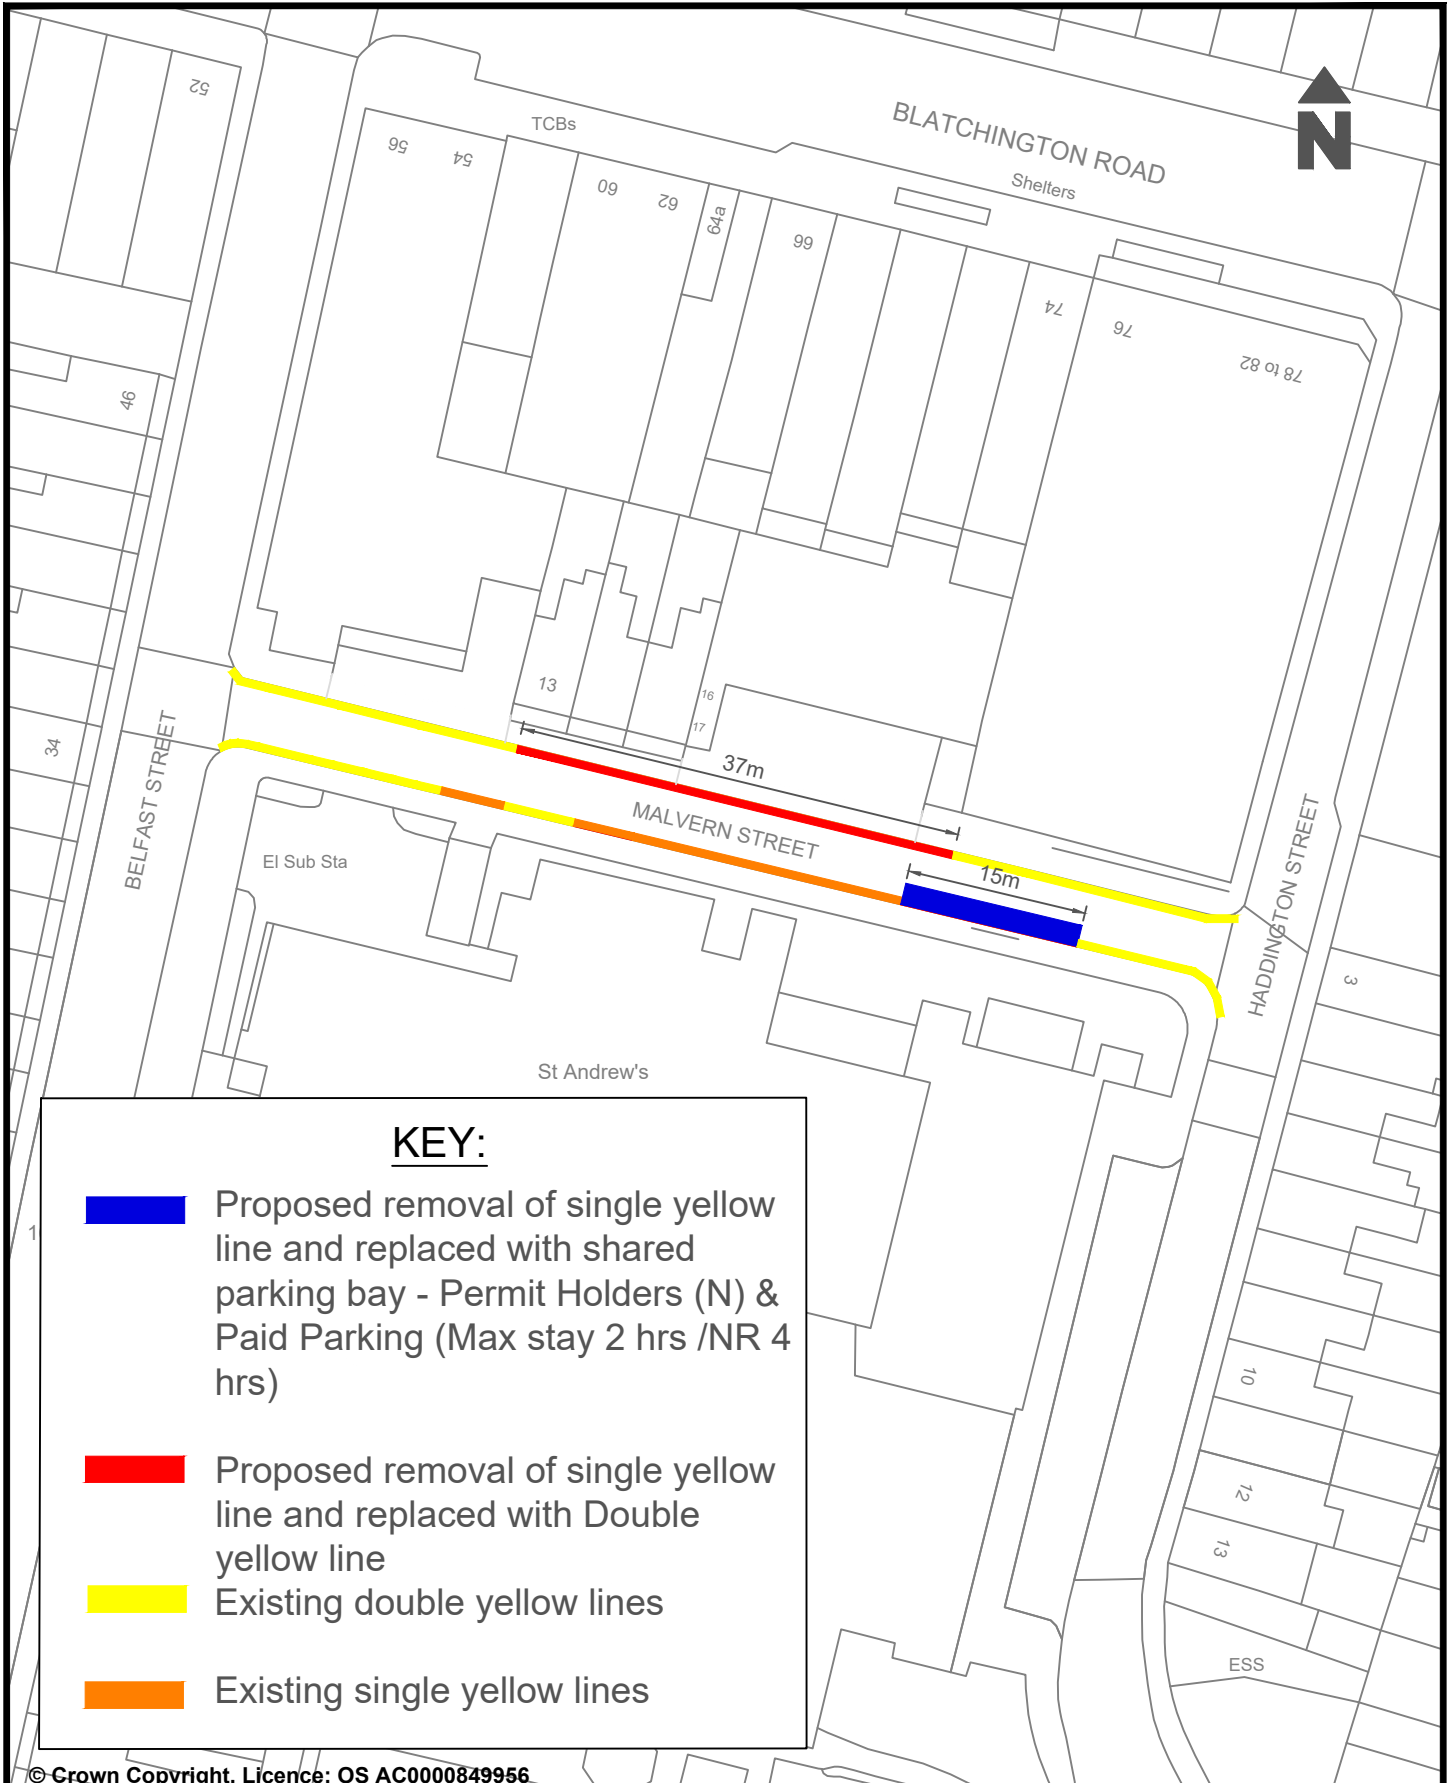 52
TCBs
BLATCHINGTON ROAD
N
56
54
Shelters
60
62
64a
66
74
76
78 to 82
46
13
16
17
34
BELFAST STREET
37m
MALVERN STREET
15m
HADDINGTON STREET
El Sub Sta
3
St Andrew's
KEY:
Proposed removal of single yellow
line and replaced with shared
parking bay - Permit Holders (N) &
Paid Parking (Max stay 2 hrs /NR 4
hrs)
Proposed removal of single yellow
line and replaced with Double
yellow line
Existing double yellow lines
Existing single yellow lines
10
12
13
ESS
© Crown Copyright. Licence: OS AC0000849956